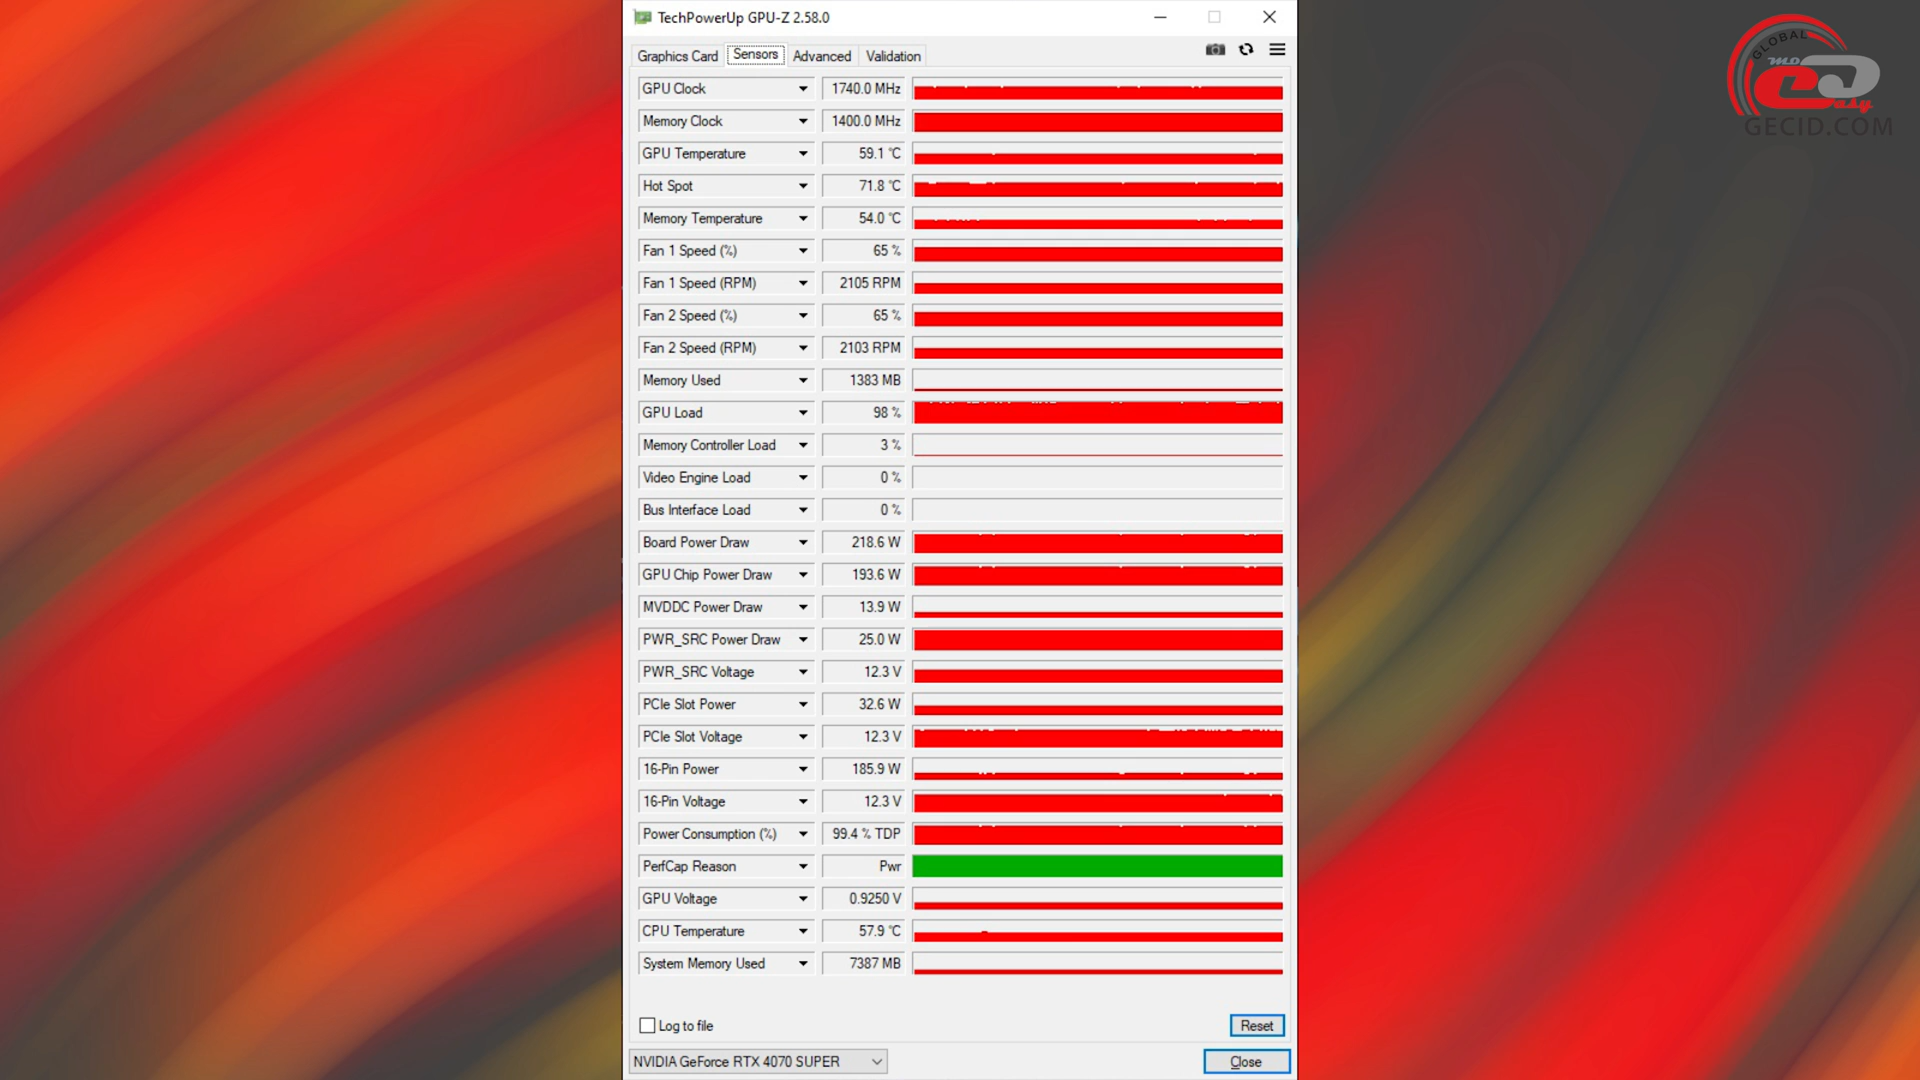 TechPowerUp GPU-Z 2.58.0
Graphics Card Sensors Advanced Validation
GPU Clock 1740.0 MHz
Memory Clock 1400.0 MHz
GPU Temperature 59.1 °C
Hot Spot 71.8 °C
Memory Temperature 54.0 °C
Fan 1 Speed (%) 65 %
Fan 1 Speed (RPM) 2105 RPM
Fan 2 Speed (%) 65 %
Fan 2 Speed (RPM) 2103 RPM
Memory Used 1383 MB
GPU Load 98 %
Memory Controller Load 3 %
Video Engine Load 0 %
Bus Interface Load 0 %
Board Power Draw 218.6 W
GPU Chip Power Draw 193.6 W
MVDDC Power Draw 13.9 W
PWR_SRC Power Draw 25.0 W
PWR_SRC Voltage 12.3 V
PCIe Slot Power 32.6 W
PCIe Slot Voltage 12.3 V
16-Pin Power 185.9 W
16-Pin Voltage 12.3 V
Power Consumption (%) 99.4 % TDP
PerfCap Reason Pwr
GPU Voltage 0.9250 V
CPU Temperature 57.9 °C
System Memory Used 7387 MB
Log to file Reset
NVIDIA GeForce RTX 4070 SUPER Close
GLOBAL
GECID.COM